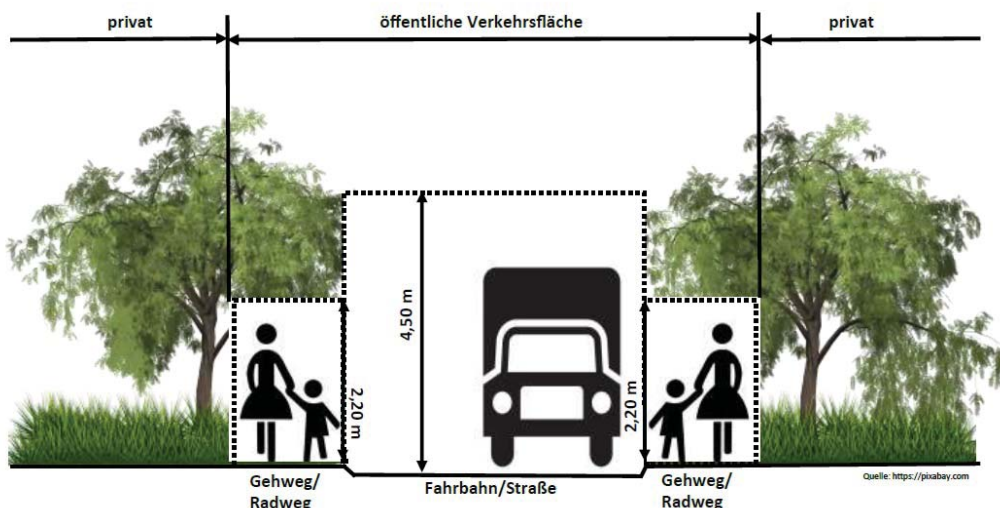 privat
öffentliche Verkehrsfläche
privat
4,50 m
2,20 m
2,20 m
Gehweg/
Radweg
Fahrbahn/Straße
Gehweg/
Radweg
Quelle: https://pixabay.com